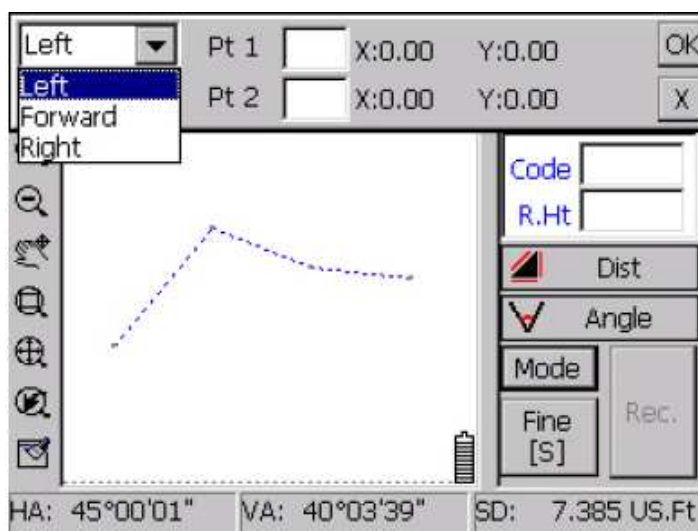 Left Pt 1 X:0.00 Y:0.00 OK
Left
Pt 2 X:0.00 Y:0.00 X
Forward
Right
Code
R.Ht
Dist
Angle
Mode
Fine
[S]
Rec.
HA: 45°00'01" VA: 40°03'39" SD: 7.385 US.Ft